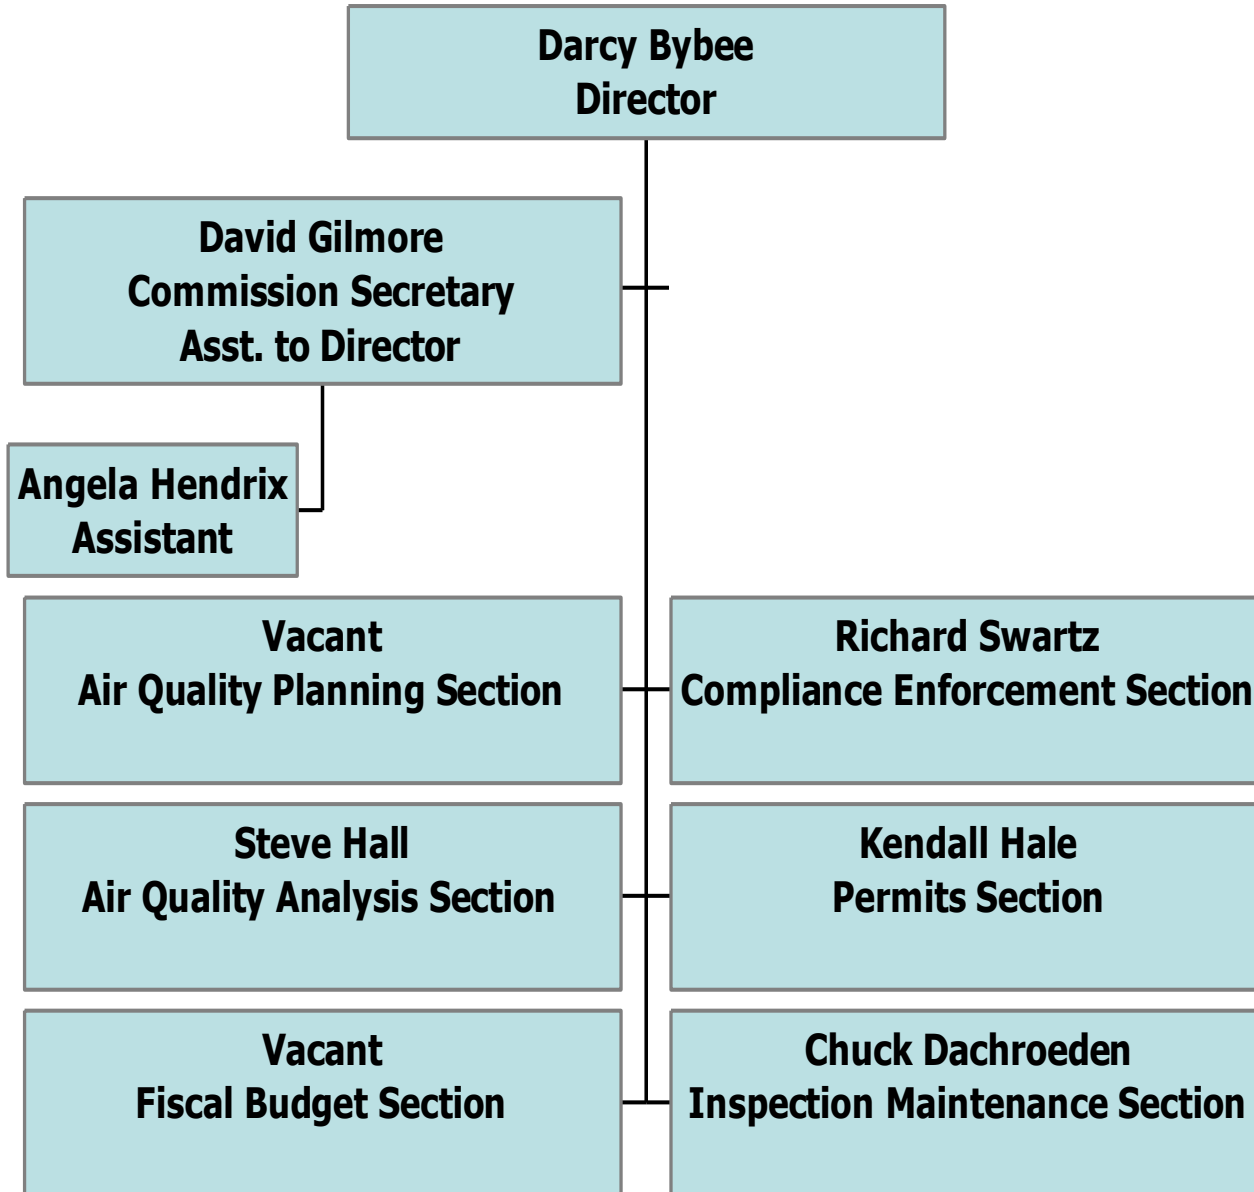 Darcy Bybee
Director
David Gilmore
Commission Secretary
Asst. to Director
Angela Hendrix
Assistant
Vacant
Air Quality Planning Section
Richard Swartz
Compliance Enforcement Section
Steve Hall
Air Quality Analysis Section
Kendall Hale
Permits Section
Vacant
Fiscal Budget Section
Chuck Dachroeden
Inspection Maintenance Section